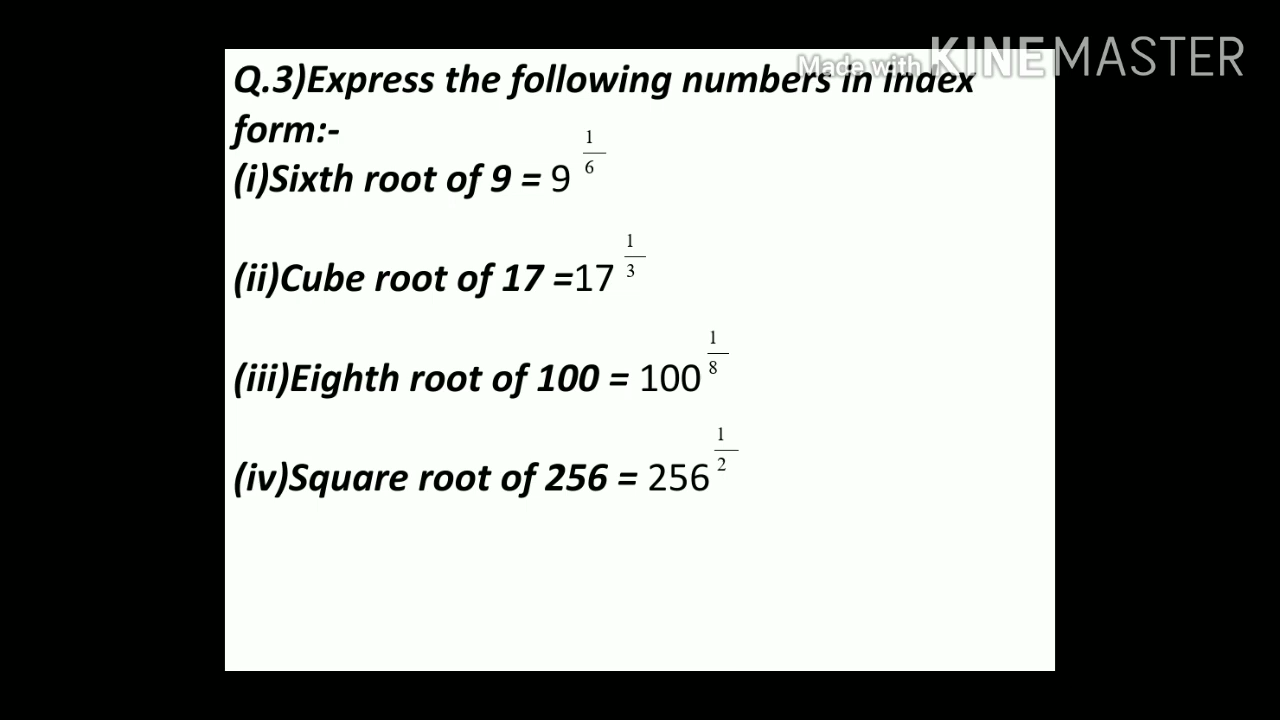 Made with KINEMASTER
Q.3)Express the following numbers in index
form:-
(i)Sixth root of 9 = 9^(1/6)
(ii)Cube root of 17 =17^(1/3)
(iii)Eighth root of 100 = 100^(1/8)
(iv)Square root of 256 = 256^(1/2)